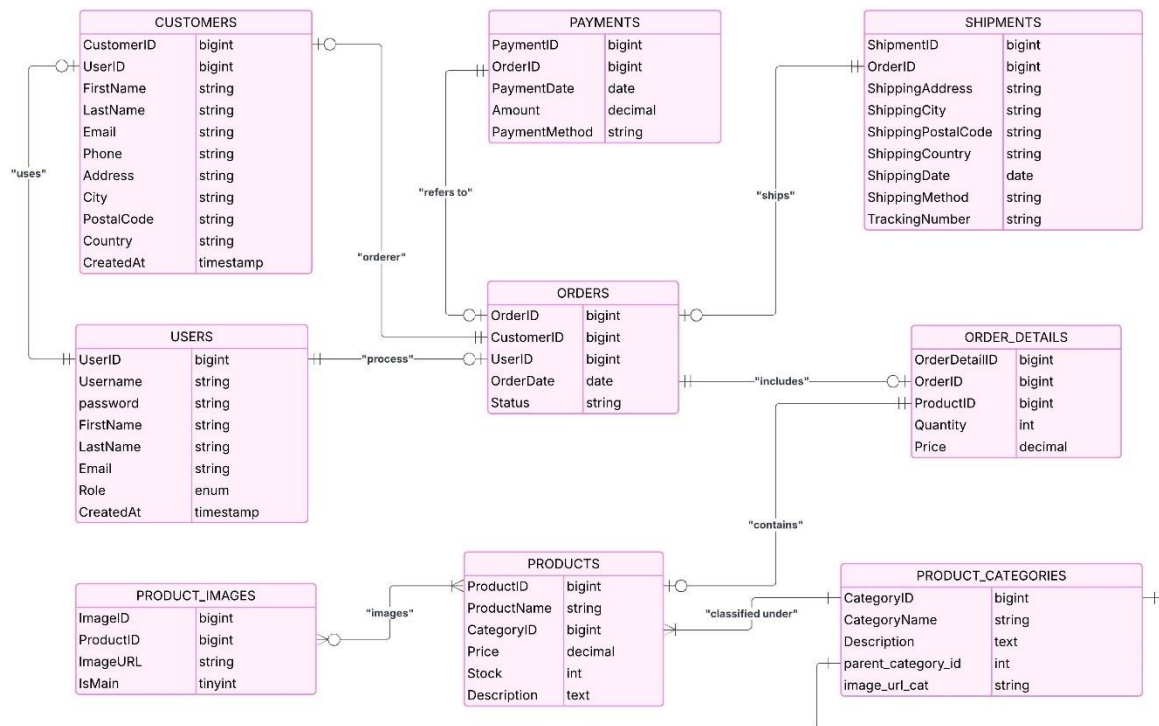 CUSTOMERS
CustomerID bigint
UserID bigint
FirstName string
LastName string
Email string
Phone string
Address string
City string
PostalCode string
Country string
CreatedAt timestamp
PAYMENTS
PaymentID bigint
OrderID bigint
PaymentDate date
Amount decimal
PaymentMethod string
SHIPMENTS
ShipmentID bigint
OrderID bigint
ShippingAddress string
ShippingCity string
ShippingPostalCode string
ShippingCountry string
ShippingDate date
ShippingMethod string
TrackingNumber string
"uses"
"refers to"
"ships"
"orderer"
USERS
UserID bigint
Username string
password string
FirstName string
LastName string
Email string
Role enum
CreatedAt timestamp
"process"
ORDERS
OrderID bigint
CustomerID bigint
UserID bigint
OrderDate date
Status string
"includes"
ORDER_DETAILS
OrderDetailID bigint
OrderID bigint
ProductID bigint
Quantity int
Price decimal
"contains"
PRODUCT_IMAGES
ImageID bigint
ProductID bigint
ImageURL string
IsMain tinyint
"images"
PRODUCTS
ProductID bigint
ProductName string
CategoryID bigint
Price decimal
Stock int
Description text
"classified under"
PRODUCT_CATEGORIES
CategoryID bigint
CategoryName string
Description text
parent_category_id int
image_url_cat string